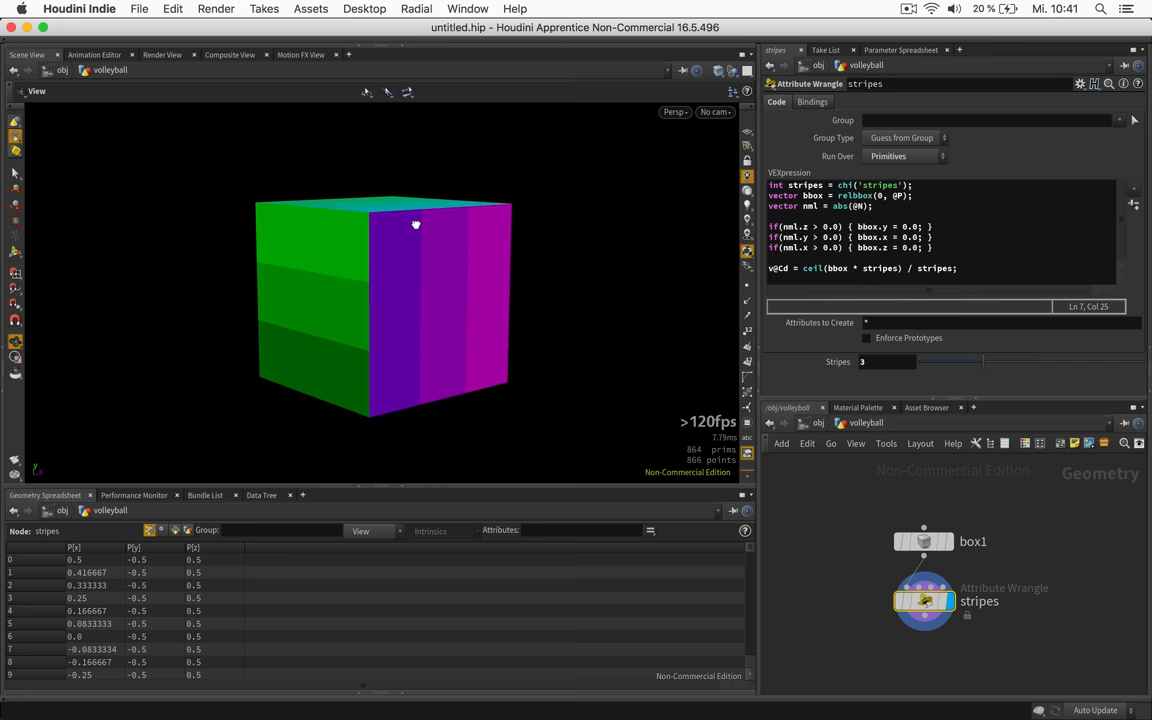 Houdini Indie File Edit Render Takes Assets Desktop Radial Window Help 20 % Mi. 10:41
untitled.hip - Houdini Apprentice Non-Commercial 16.5.496
Scene View Animation Editor Render View Composite View Motion FX View
obj volleyball
View
Persp No cam
>120fps
7.79ms
864 prims
866 points
Non-Commercial Edition
y
x
12
abc
Geometry Spreadsheet Performance Monitor Bundle List Data Tree
obj volleyball
Node: stripes Group: View Intrinsics Attributes:
P[x] P[y] P[z]
0 0.5 -0.5 0.5
1 0.416667 -0.5 0.5
2 0.333333 -0.5 0.5
3 0.25 -0.5 0.5
4 0.166667 -0.5 0.5
5 0.0833333 -0.5 0.5
6 0.0 -0.5 0.5
7 -0.0833334 -0.5 0.5
8 -0.166667 -0.5 0.5
9 -0.25 -0.5 0.5
Non-Commercial Edition
stripes Take List Parameter Spreadsheet
obj volleyball
Attribute Wrangle stripes
Code Bindings
Group
Group Type Guess from Group
Run Over Primitives
VEXpression
int stripes = chi('stripes');
vector bbox = relbbox(0, @P);
vector nml = abs(@N);
if(nml.z > 0.0) { bbox.y = 0.0; }
if(nml.y > 0.0) { bbox.x = 0.0; }
if(nml.x > 0.0) { bbox.z = 0.0; }
v@Cd = ceil(bbox * stripes) / stripes;
Ln 7, Col 25
Attributes to Create *
Enforce Prototypes
Stripes 3
/obj/volleyball Material Palette Asset Browser
obj volleyball
Add Edit Go View Tools Layout Help
Non-Commercial Edition
Geometry
box1
Attribute Wrangle
stripes
Auto Update